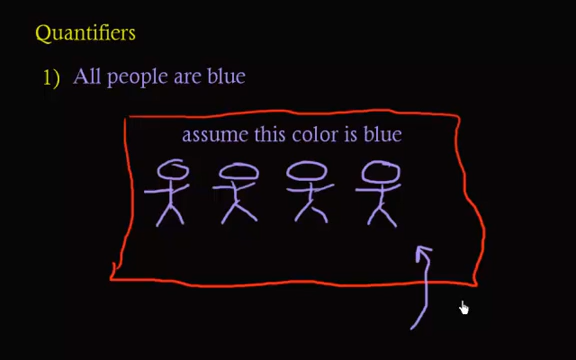 Quantifiers
1) All people are blue
assume this color is blue